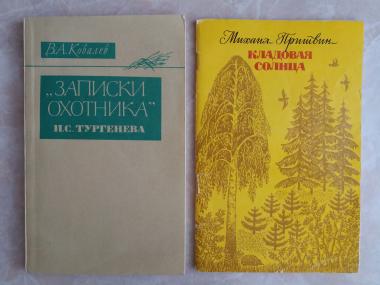 В.А. Ковалев
„ЗАПИСКИ
ОХОТНИКА"
И.С. ТУРГЕНЕВА
Михаил Пришвин
КЛАДОВАЯ
СОЛНЦА